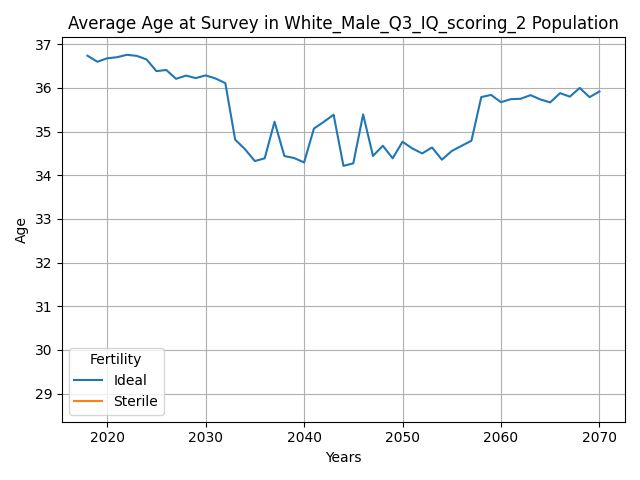 Average Age at Survey in White_Male_Q3_IQ_scoring_2 Population
37
36
35
34
33
32
31
30
29
Age
Fertility
Ideal
Sterile
2020 2030 2040 2050 2060 2070
Years